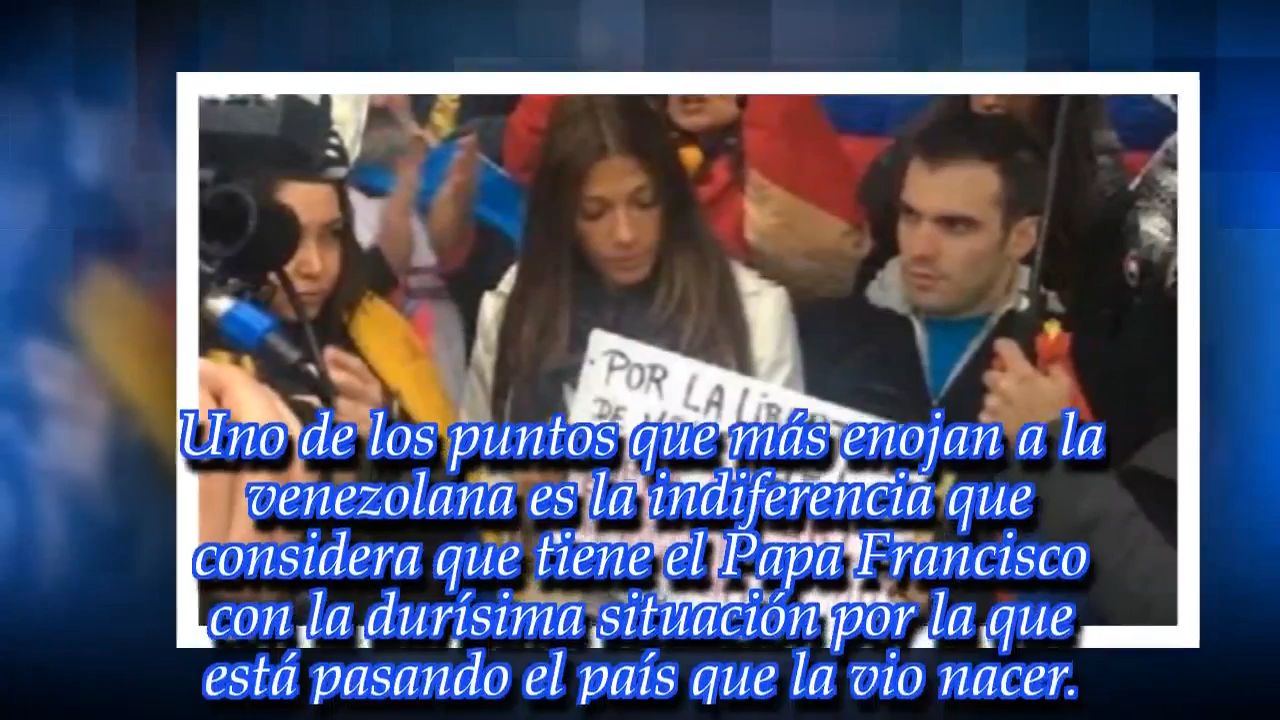 POR LA
Uno de los puntos que más enojan a la
venezolana es la indiferencia que
considera que tiene el Papa Francisco
con la durísima situación por la que
está pasando el país que la vio nacer.